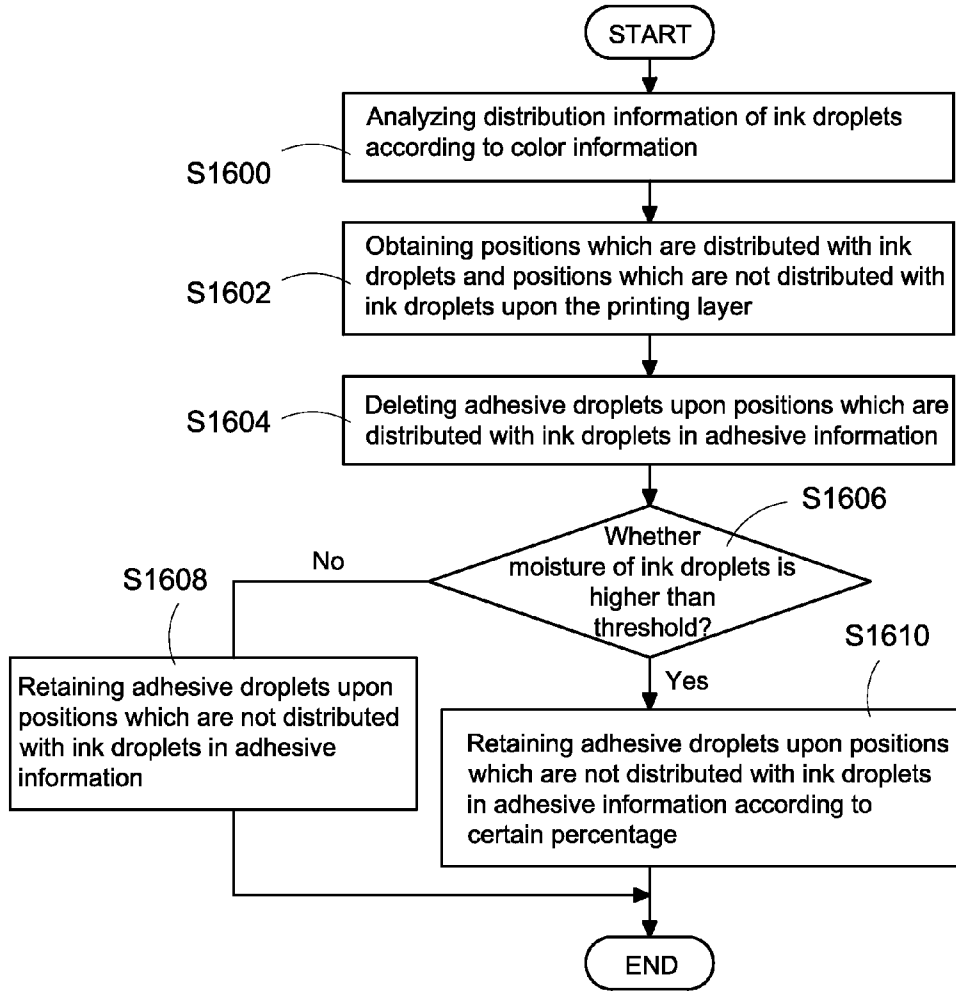 START
Analyzing distribution information of ink droplets
according to color information
S1600
Obtaining positions which are distributed with ink
droplets and positions which are not distributed with
ink droplets upon the printing layer
S1602
Deleting adhesive droplets upon positions which are
distributed with ink droplets in adhesive information
S1604
S1606
Whether
moisture of ink droplets is
higher than
threshold?
No
S1608
Retaining adhesive droplets upon
positions which are not distributed
with ink droplets in adhesive
information
Yes
S1610
Retaining adhesive droplets upon positions
which are not distributed with ink droplets
in adhesive information according to
certain percentage
END